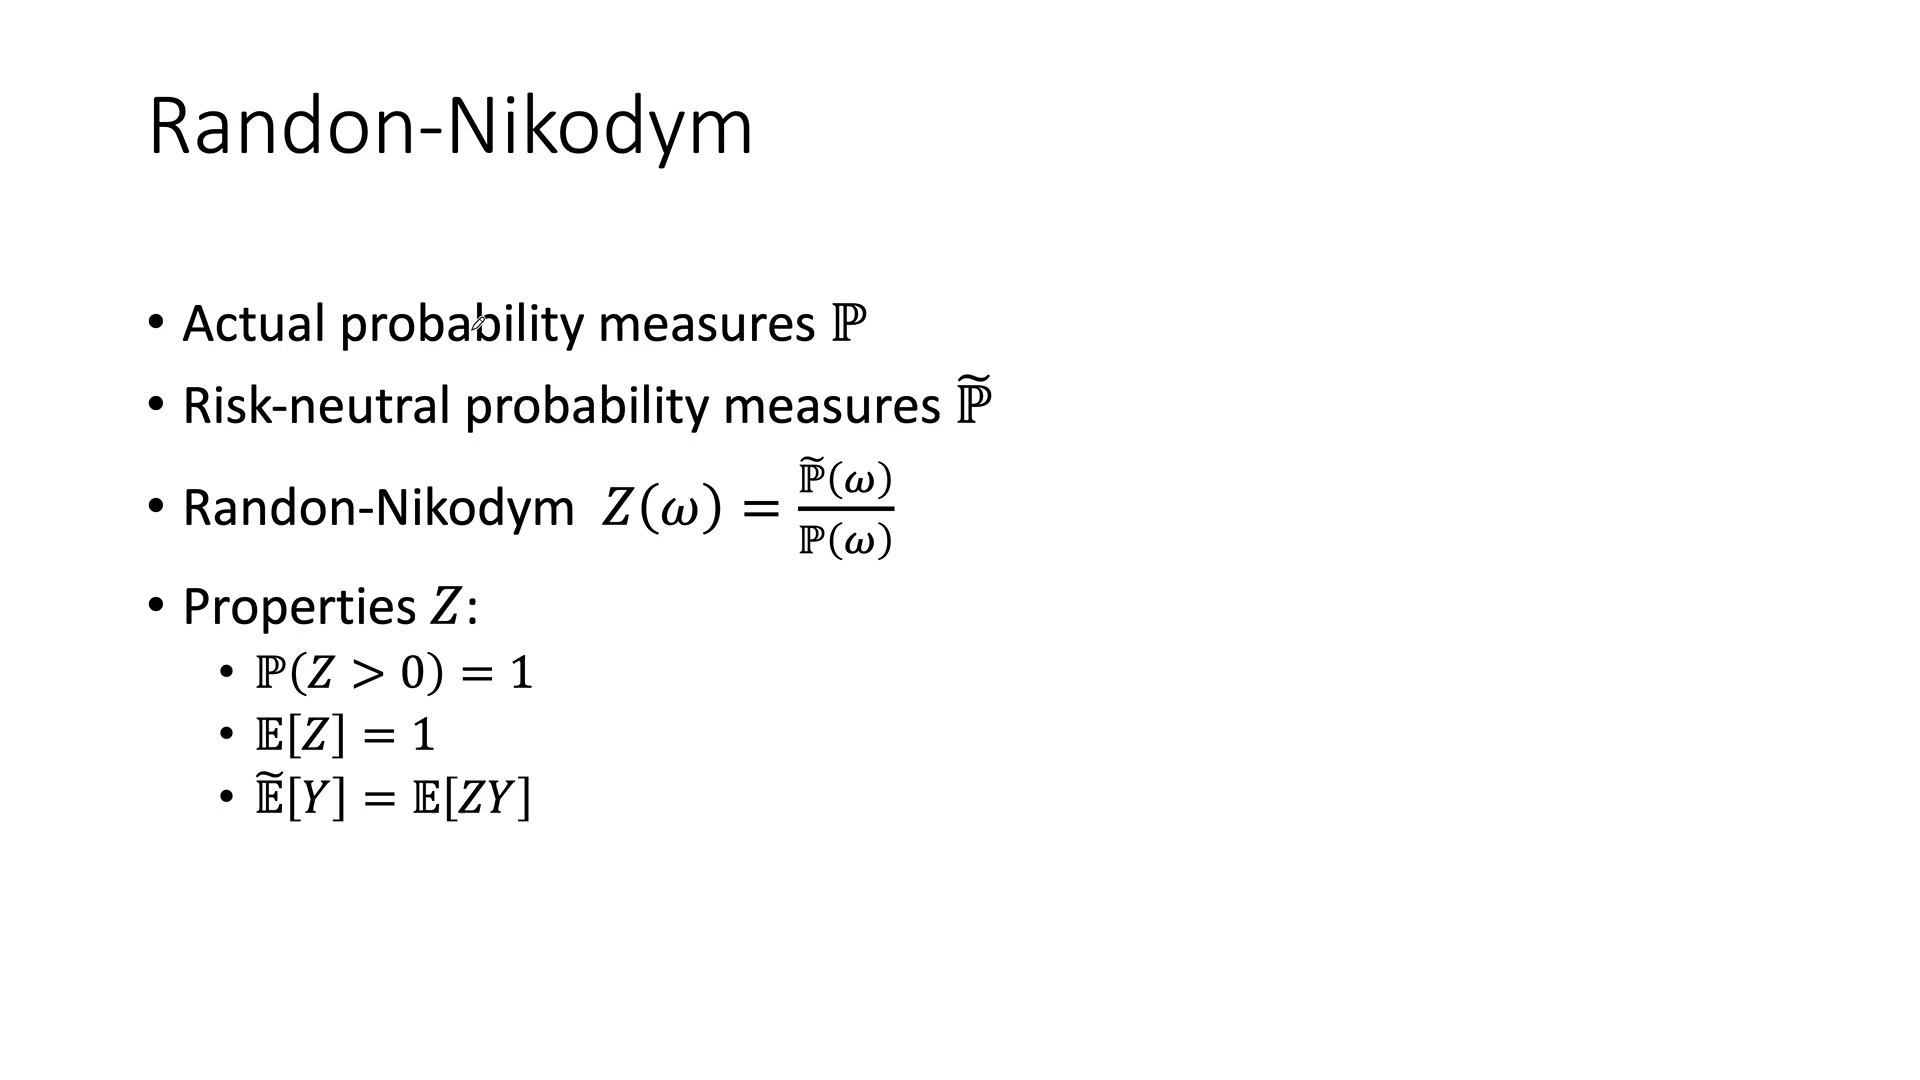 Randon-Nikodym
• Actual probability measures ℙ
• Risk-neutral probability measures ℙ̃
• Randon-Nikodym Z(ω) = ℙ̃(ω)/ℙ(ω)
• Properties Z:
• ℙ(Z > 0) = 1
• 𝔼[Z] = 1
• 𝔼̃[Y] = 𝔼[ZY]